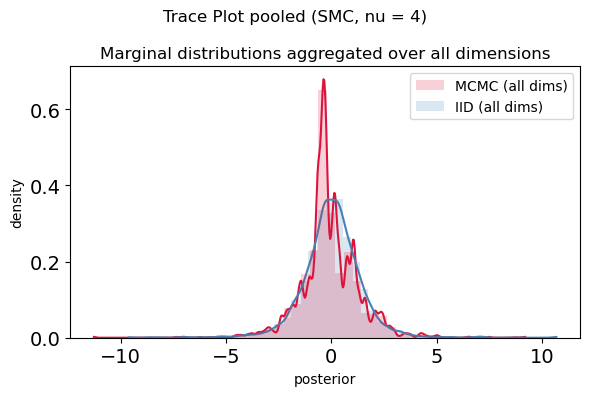 Trace Plot pooled (SMC, nu = 4)
Marginal distributions aggregated over all dimensions
MCMC (all dims)
IID (all dims)
density
0.6
0.4
0.2
0.0
−10
−5
0
5
10
posterior